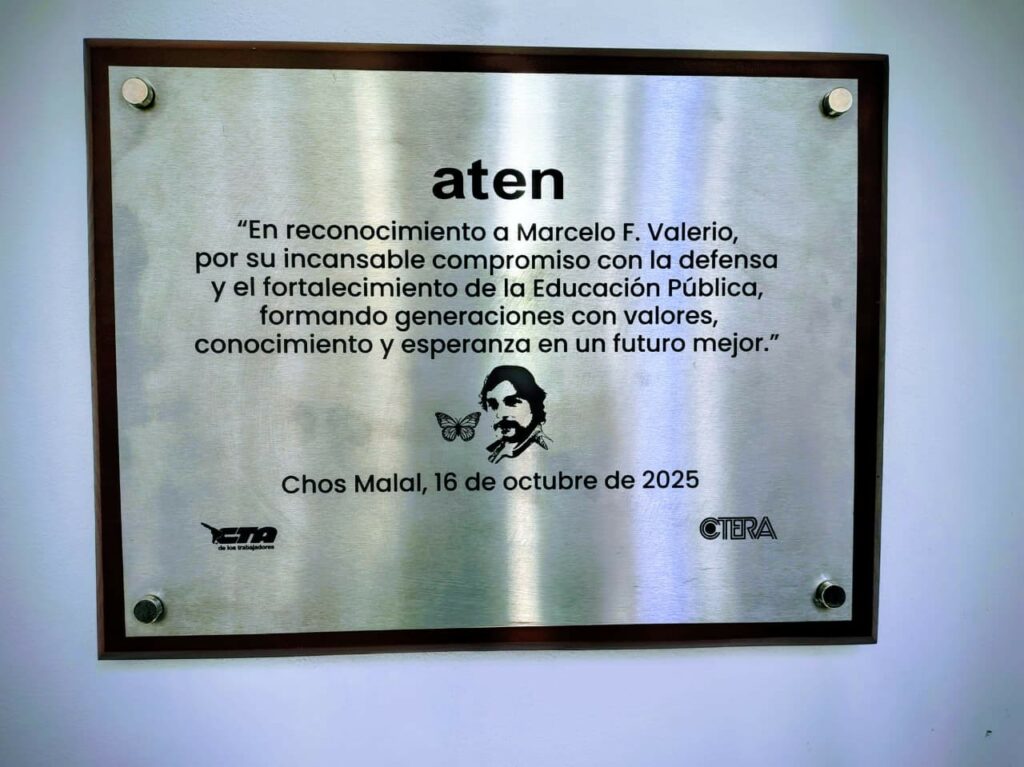 aten
“En reconocimiento a Marcelo F. Valerio,
por su incansable compromiso con la defensa
y el fortalecimiento de la Educación Pública,
formando generaciones con valores,
conocimiento y esperanza en un futuro mejor.”
Chos Malal, 16 de octubre de 2025
CTA
de los trabajadores
CTERA